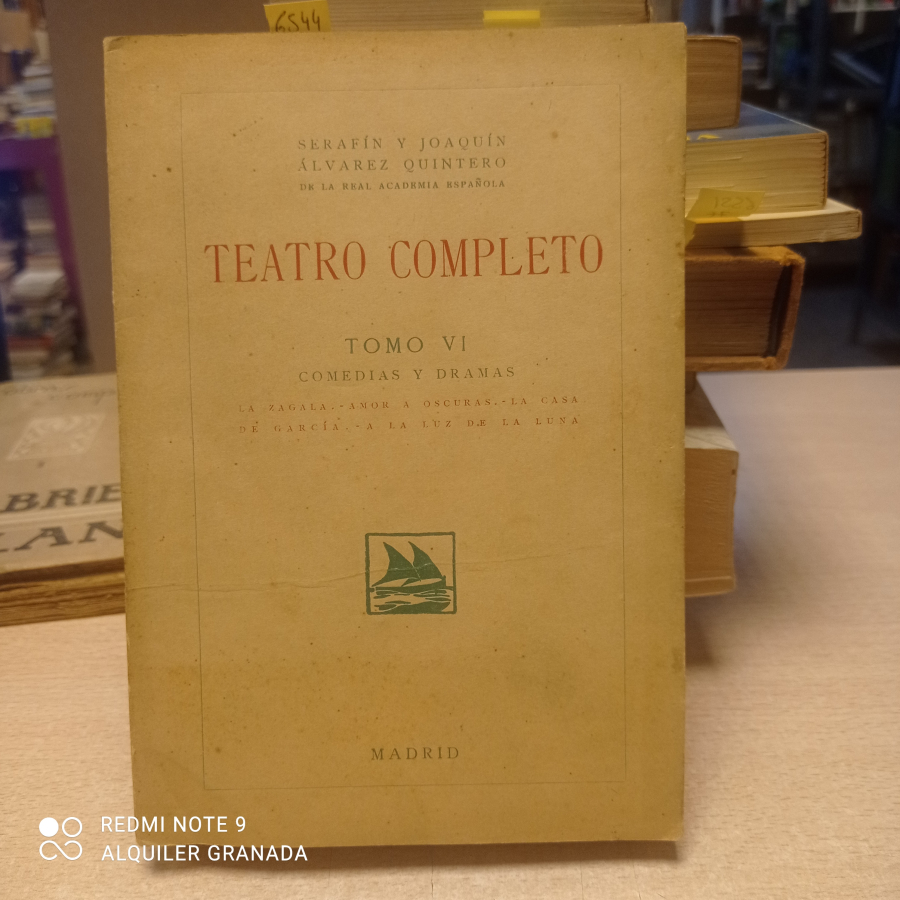 6544
SERAFÍN Y JOAQUÍN
ÁLVAREZ QUINTERO
DE LA REAL ACADEMIA ESPAÑOLA
TEATRO COMPLETO
TOMO VI
COMEDIAS Y DRAMAS
LA ZAGALA.-AMOR A OSCURAS.-LA CASA
DE GARCÍA.-A LA LUZ DE LA LUNA
MADRID
REDMI NOTE 9
ALQUILER GRANADA